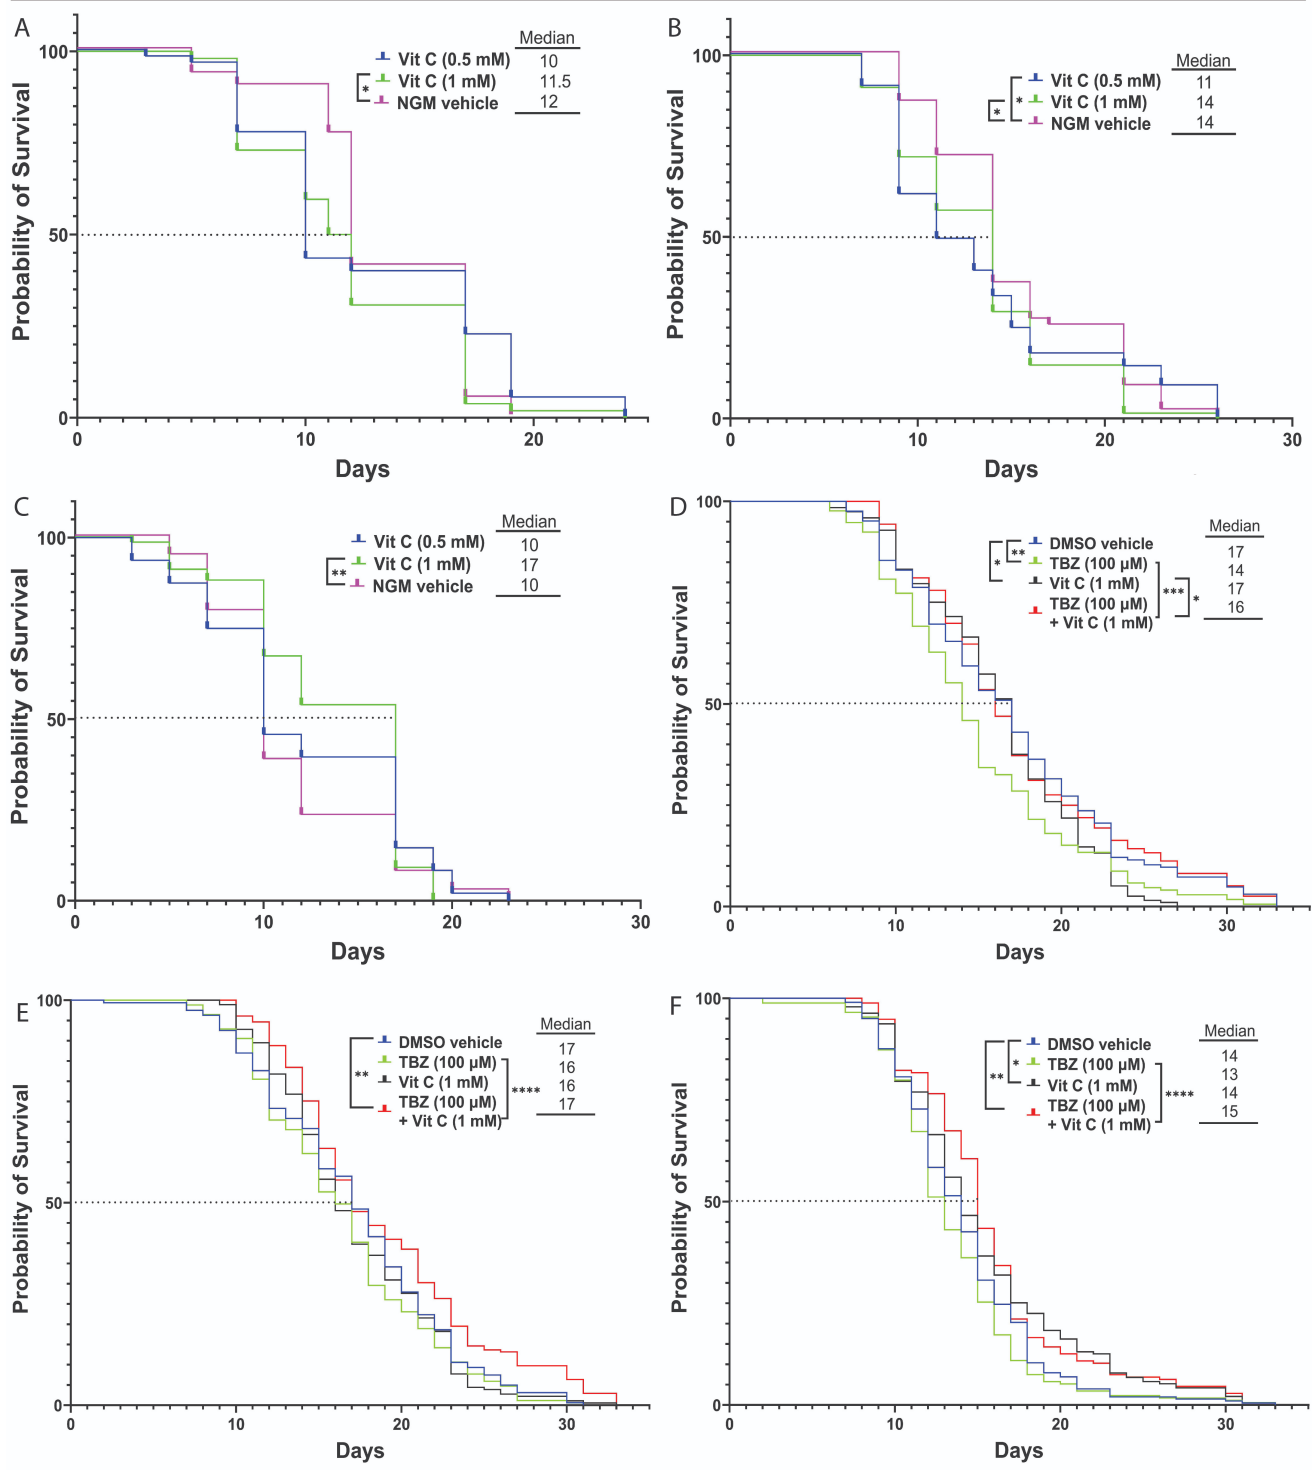 A
Probability of Survival
100
50
0
0 10 20
Days
Median
Vit C (0.5 mM) 10
Vit C (1 mM) 11.5
NGM vehicle 12
*
B
Probability of Survival
100
50
0
0 10 20 30
Days
Median
Vit C (0.5 mM) 11
Vit C (1 mM) 14
NGM vehicle 14
* *
C
Probability of Survival
100
50
0
0 10 20 30
Days
Median
Vit C (0.5 mM) 10
Vit C (1 mM) 17
NGM vehicle 10
**
D
Probability of Survival
100
50
0
0 10 20 30
Days
Median
DMSO vehicle 17
TBZ (100 µM) 14
Vit C (1 mM) 17
TBZ (100 µM) 16
+ Vit C (1 mM)
* ** *** *
E
Probability of Survival
100
50
0
0 10 20 30
Days
Median
DMSO vehicle 17
TBZ (100 µM) 16
Vit C (1 mM) 16
TBZ (100 µM) 17
+ Vit C (1 mM)
** ****
F
Probability of Survival
100
50
0
0 10 20 30
Days
Median
DMSO vehicle 14
TBZ (100 µM) 13
Vit C (1 mM) 14
TBZ (100 µM) 15
+ Vit C (1 mM)
** * ****